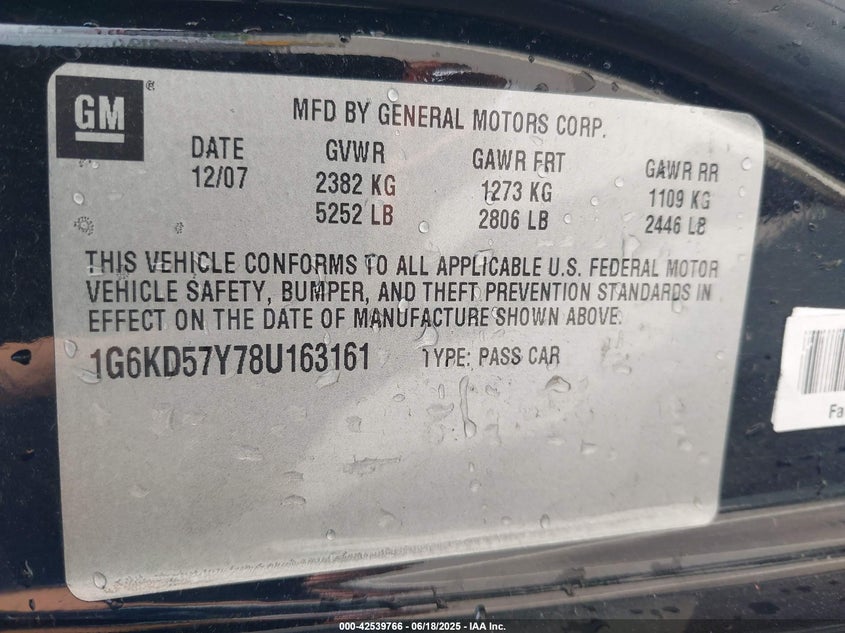 GM
®
MFD BY GENERAL MOTORS CORP.
DATE GVWR GAWR FRT GAWR RR
12/07 2382 KG 1273 KG 1109 KG
5252 LB 2806 LB 2446 LB
THIS VEHICLE CONFORMS TO ALL APPLICABLE U.S. FEDERAL MOTOR
VEHICLE SAFETY, BUMPER, AND THEFT PREVENTION STANDARDS IN
EFFECT ON THE DATE OF MANUFACTURE SHOWN ABOVE.
1G6KD57Y78U163161 TYPE: PASS CAR
Fa
000-42539766 - 06/18/2025 - IAA Inc.